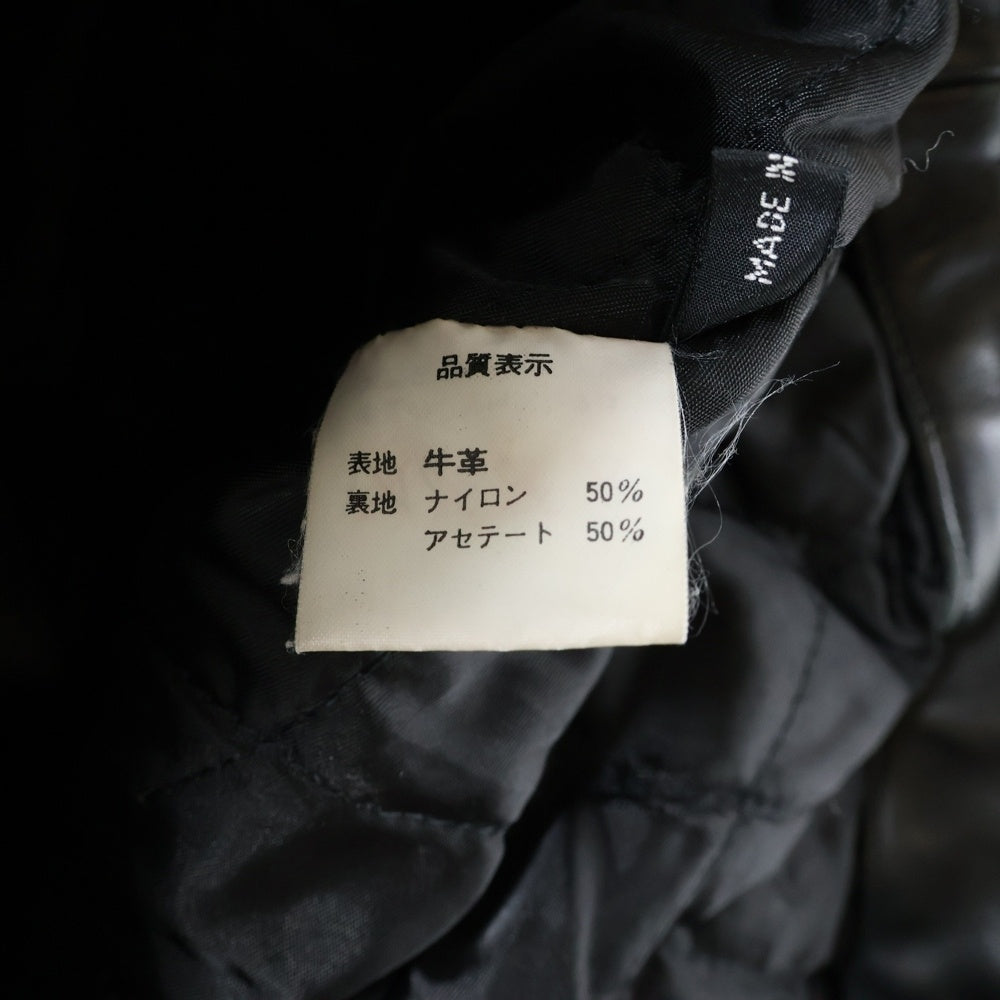 MADE IN
品質表示
表地 牛革
裏地 ナイロン 50%
アセテート 50%